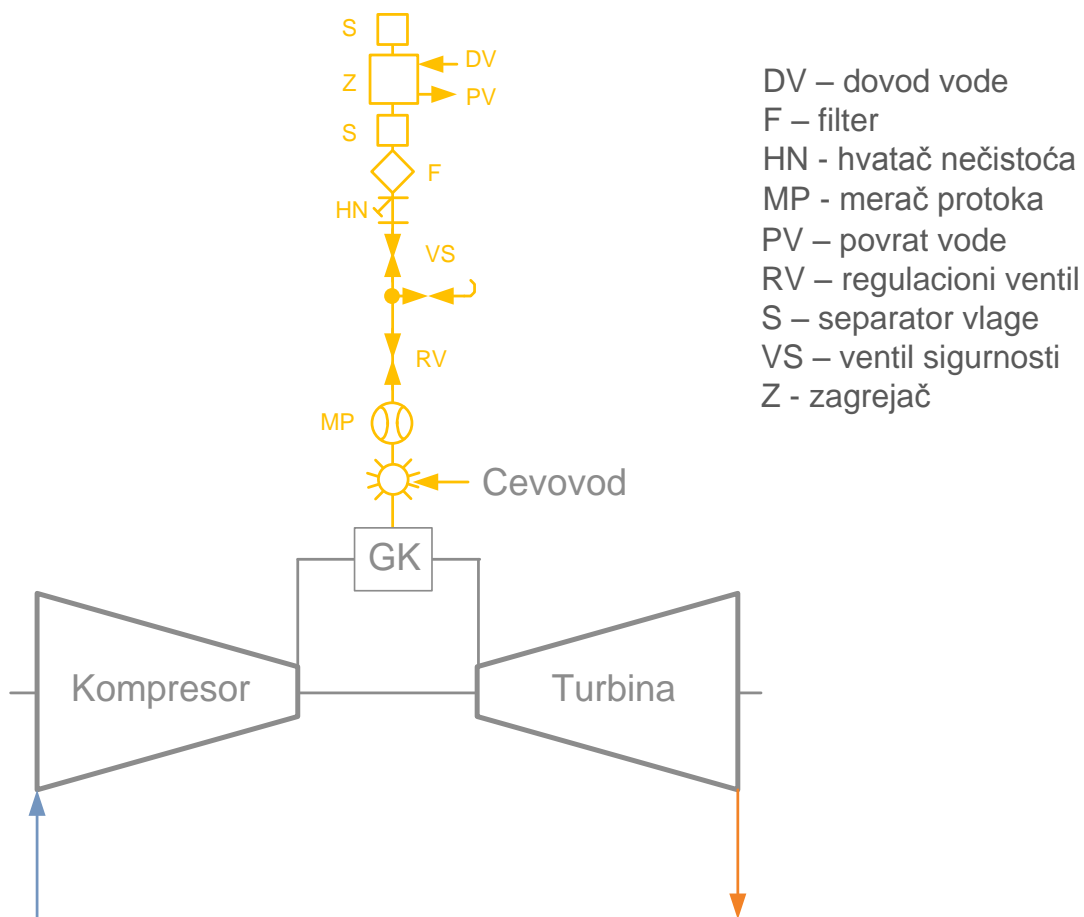 S
DV
Z
PV
S
F
HN
VS
RV
MP
Cevovod
GK
Kompresor
Turbina
DV – dovod vode
F – filter
HN - hvatač nečistoća
MP - merač protoka
PV – povrat vode
RV – regulacioni ventil
S – separator vlage
VS – ventil sigurnosti
Z - zagrejač